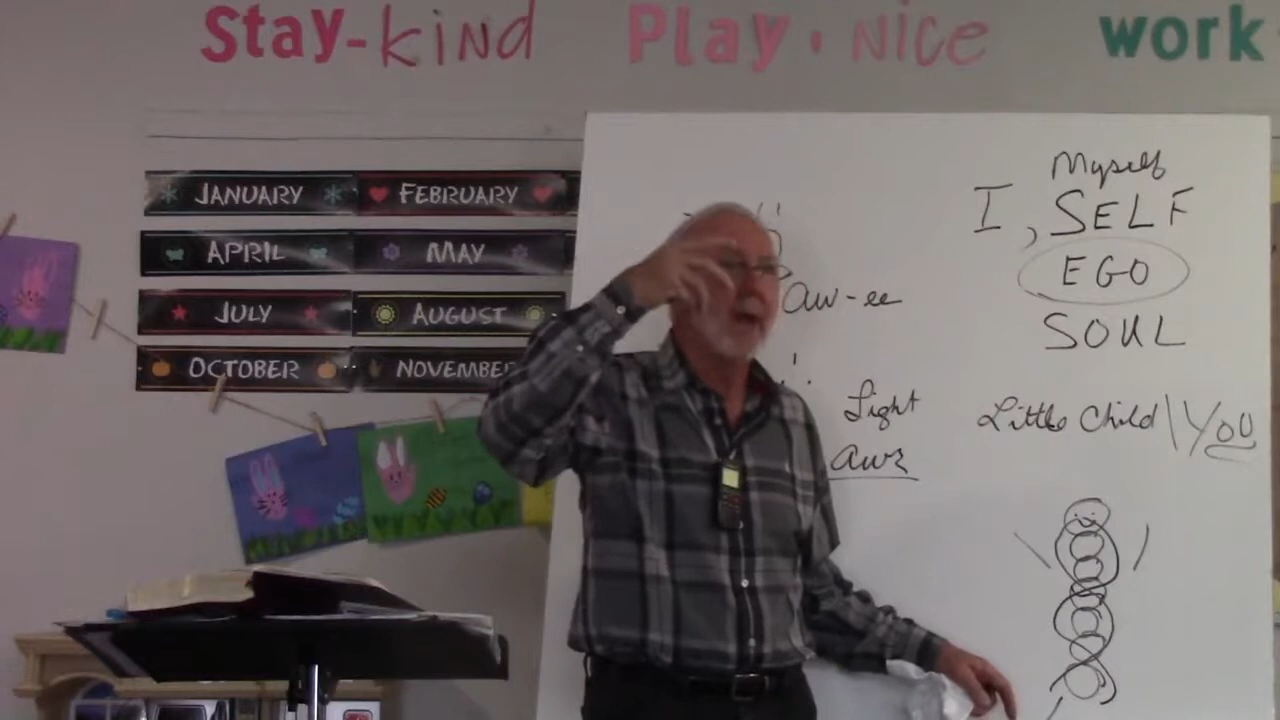 Stay-kind Play · nice work
JANUARY FEBRUARY
APRIL MAY
JULY AUGUST
OCTOBER NOVEMBER
Myself
I, SELF
EGO
SOUL
aw-ee
Light
Little Child \ YOU